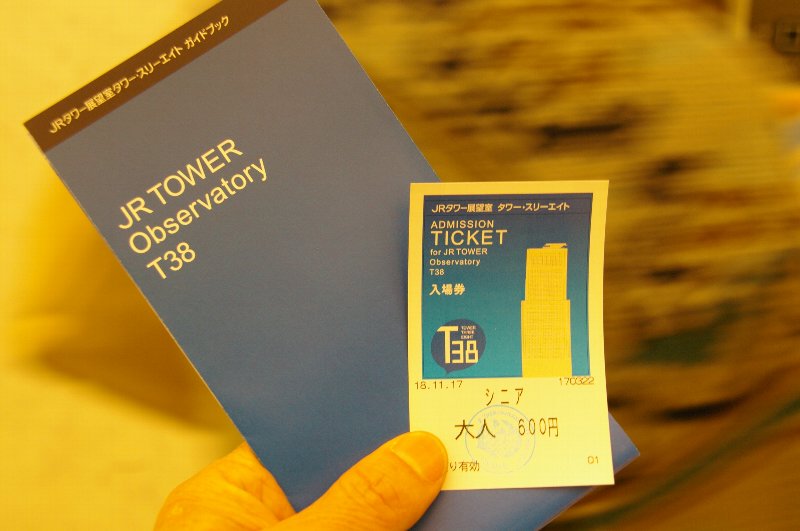 JRタワー展望室タワー・スリーエイト ガイドブック
JR TOWER
Observatory
T38
JRタワー展望室 タワー・スリーエイト
ADMISSION
TICKET
for JR TOWER
Observatory
T38
入場券
TOWER
THREE
EIGHT
T38
18.11.17 170322
シニア
大人 600円
り有効 01